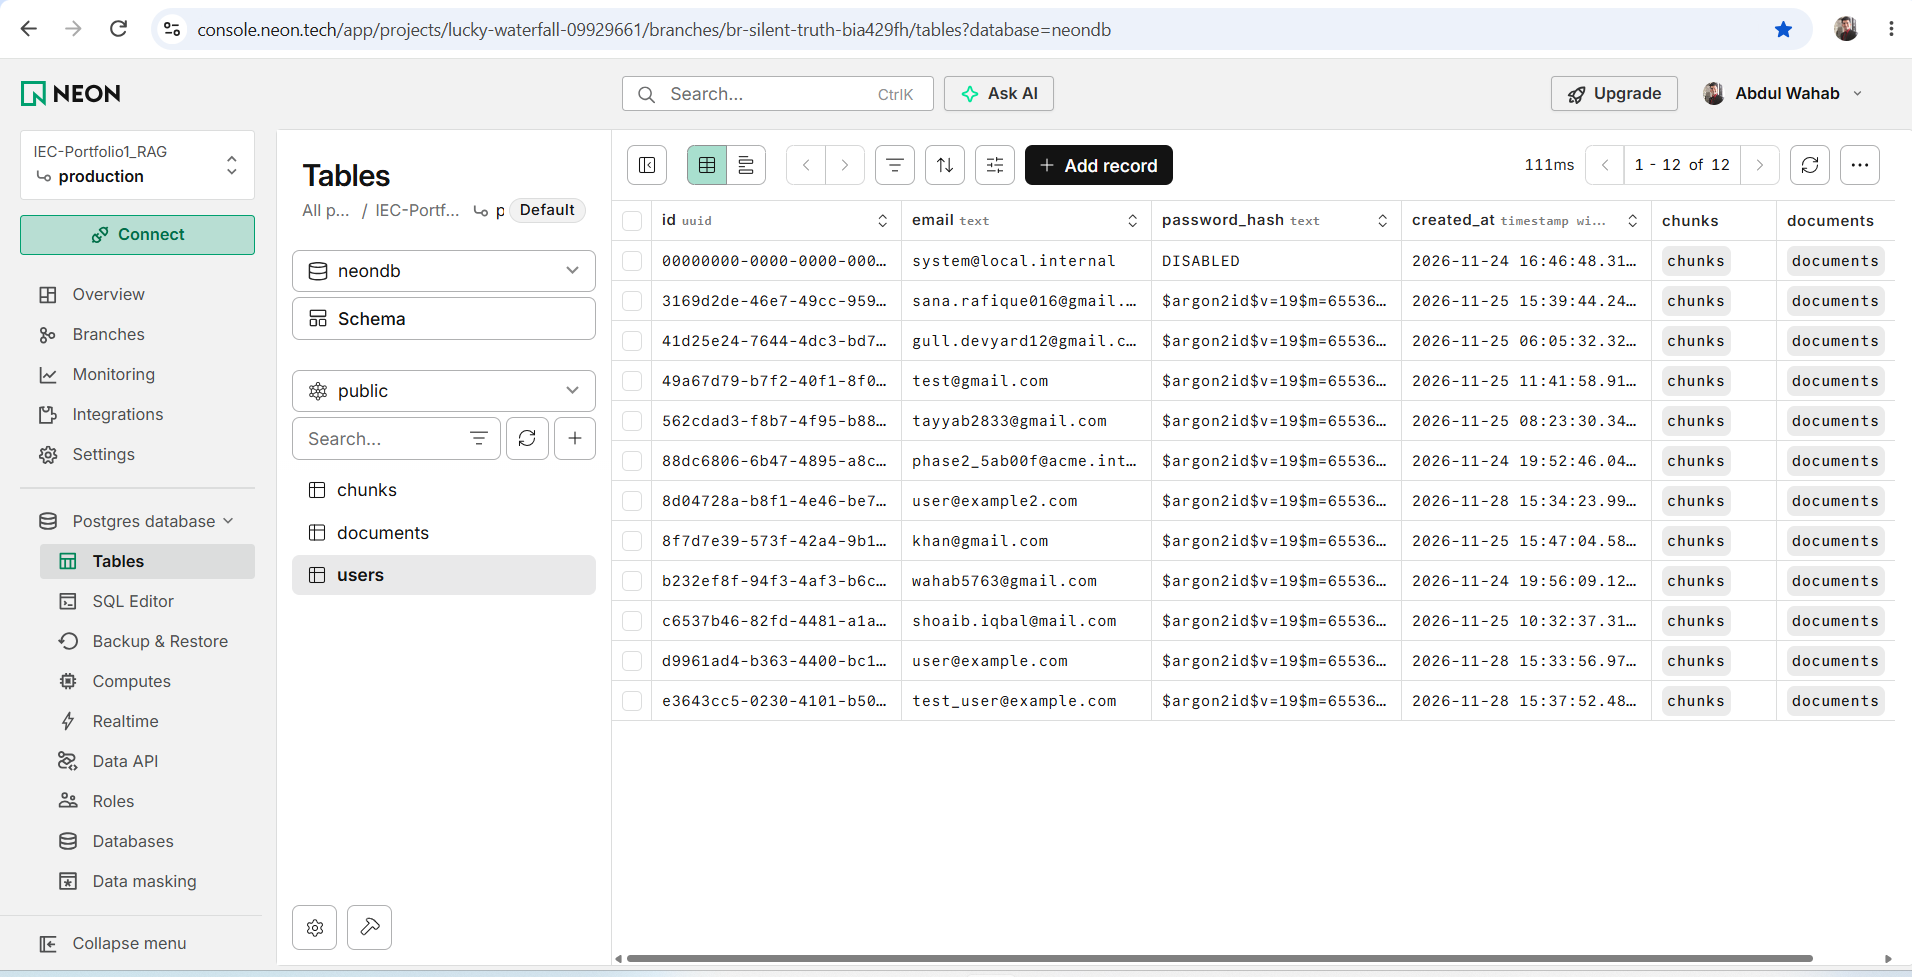 console.neon.tech/app/projects/lucky-waterfall-09929661/branches/br-silent-truth-bia429fh/tables?database=neondb
NEON
Search... CtrlK
Ask AI
Upgrade
Abdul Wahab
IEC-Portfolio1_RAG
production
Connect
Overview
Branches
Monitoring
Integrations
Settings
Postgres database
Tables
SQL Editor
Backup & Restore
Computes
Realtime
Data API
Roles
Databases
Data masking
Collapse menu
Tables
All p... / IEC-Portf... p Default
neondb
Schema
public
Search...
chunks
documents
users
Add record
111ms
1 - 12 of 12
id uuid email text password_hash text created_at timestamp wi... chunks documents
00000000-0000-0000-000... system@local.internal DISABLED 2026-11-24 16:46:48.31... chunks documents
3169d2de-46e7-49cc-959... sana.rafique016@gmail.... $argon2id$v=19$m=65536... 2026-11-25 15:39:44.24... chunks documents
41d25e24-7644-4dc3-bd7... gull.devyard12@gmail.c... $argon2id$v=19$m=65536... 2026-11-25 06:05:32.32... chunks documents
49a67d79-b7f2-40f1-8f0... test@gmail.com $argon2id$v=19$m=65536... 2026-11-25 11:41:58.91... chunks documents
562cdad3-f8b7-4f95-b88... tayyab2833@gmail.com $argon2id$v=19$m=65536... 2026-11-25 08:23:30.34... chunks documents
88dc6806-6b47-4895-a8c... phase2_5ab00f@acme.int... $argon2id$v=19$m=65536... 2026-11-24 19:52:46.04... chunks documents
8d04728a-b8f1-4e46-be7... user@example2.com $argon2id$v=19$m=65536... 2026-11-28 15:34:23.99... chunks documents
8f7d7e39-573f-42a4-9b1... khan@gmail.com $argon2id$v=19$m=65536... 2026-11-25 15:47:04.58... chunks documents
b232ef8f-94f3-4af3-b6c... wahab5763@gmail.com $argon2id$v=19$m=65536... 2026-11-24 19:56:09.12... chunks documents
c6537b46-82fd-4481-a1a... shoaib.iqbal@mail.com $argon2id$v=19$m=65536... 2026-11-25 10:32:37.31... chunks documents
d9961ad4-b363-4400-bc1... user@example.com $argon2id$v=19$m=65536... 2026-11-28 15:33:56.97... chunks documents
e3643cc5-0230-4101-b50... test_user@example.com $argon2id$v=19$m=65536... 2026-11-28 15:37:52.48... chunks documents